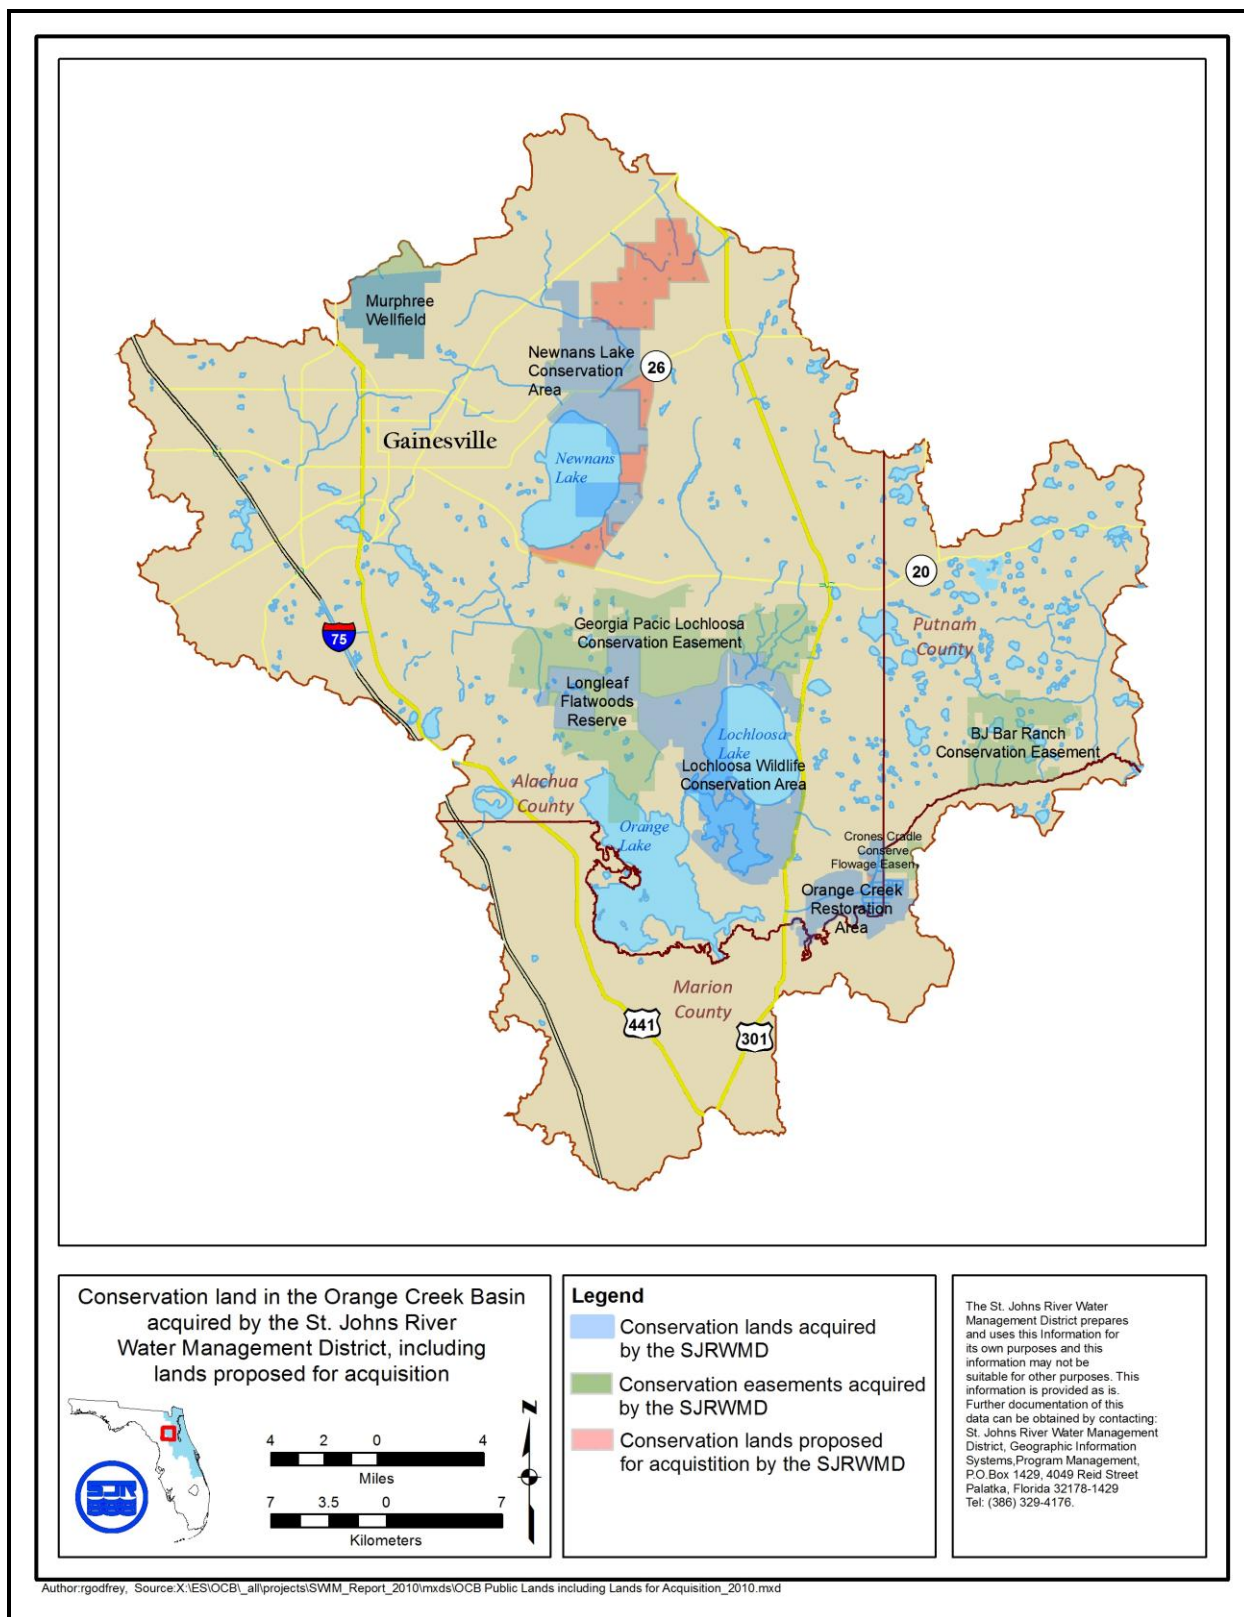 Murphree
Wellfield
Newnans Lake
Conservation
Area
26
Gainesville
Newnans
Lake
20
Georgia Pacic Lochloosa
Conservation Easement
Putnam
County
75
Longleaf
Flatwoods
Reserve
BJ Bar Ranch
Conservation Easement
Lochloosa
Lake
Lochloosa Wildlife
Conservation Area
Alachua
County
Orange
Lake
Crones Cradle
Conserve
Flowage Easen
Orange Creek
Restoration
Area
Marion
County
441
301
Conservation land in the Orange Creek Basin
acquired by the St. Johns River
Water Management District, including
lands proposed for acquisition
4 2 0 4
Miles
7 3.5 0 7
Kilometers
N
SJR
Legend
Conservation lands acquired
by the SJRWMD
Conservation easements acquired
by the SJRWMD
Conservation lands proposed
for acquistition by the SJRWMD
The St. Johns River Water
Management District prepares
and uses this Information for
its own purposes and this
information may not be
suitable for other purposes. This
information is provided as is.
Further documentation of this
data can be obtained by contacting:
St. Johns River Water Management
District, Geographic Information
Systems,Program Management,
P.O.Box 1429, 4049 Reid Street
Palatka, Florida 32178-1429
Tel: (386) 329-4176.
Author:rgodfrey, Source:X:\ES\OCB\_all\projects\SWIM_Report_2010\mxds\OCB Public Lands including Lands for Acquisition_2010.mxd